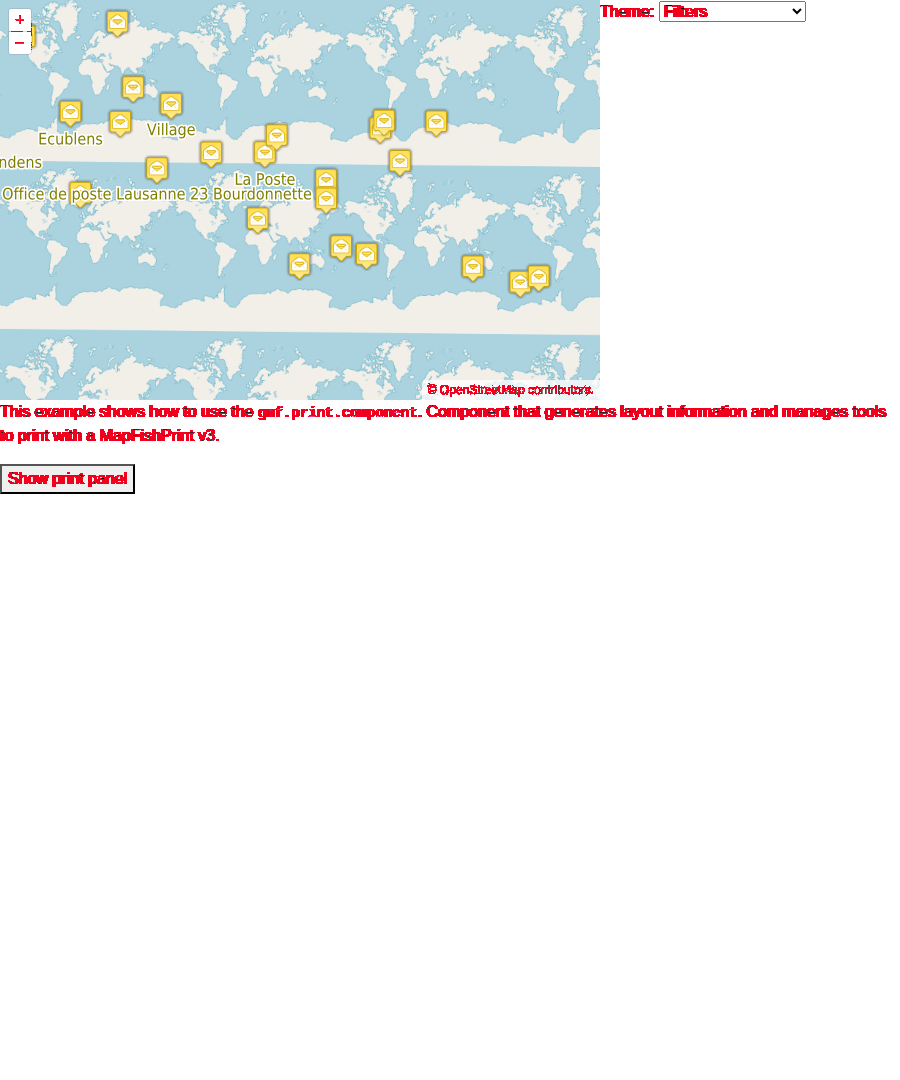 +
−
Theme: Filters
Ecublens
Village
ndens
La Poste
Office de poste Lausanne 23 Bourdonnette
© OpenStreetMap contributors.
This example shows how to use the gmf.print.component. Component that generates layout information and manages tools
to print with a MapFishPrint v3.
Show print panel